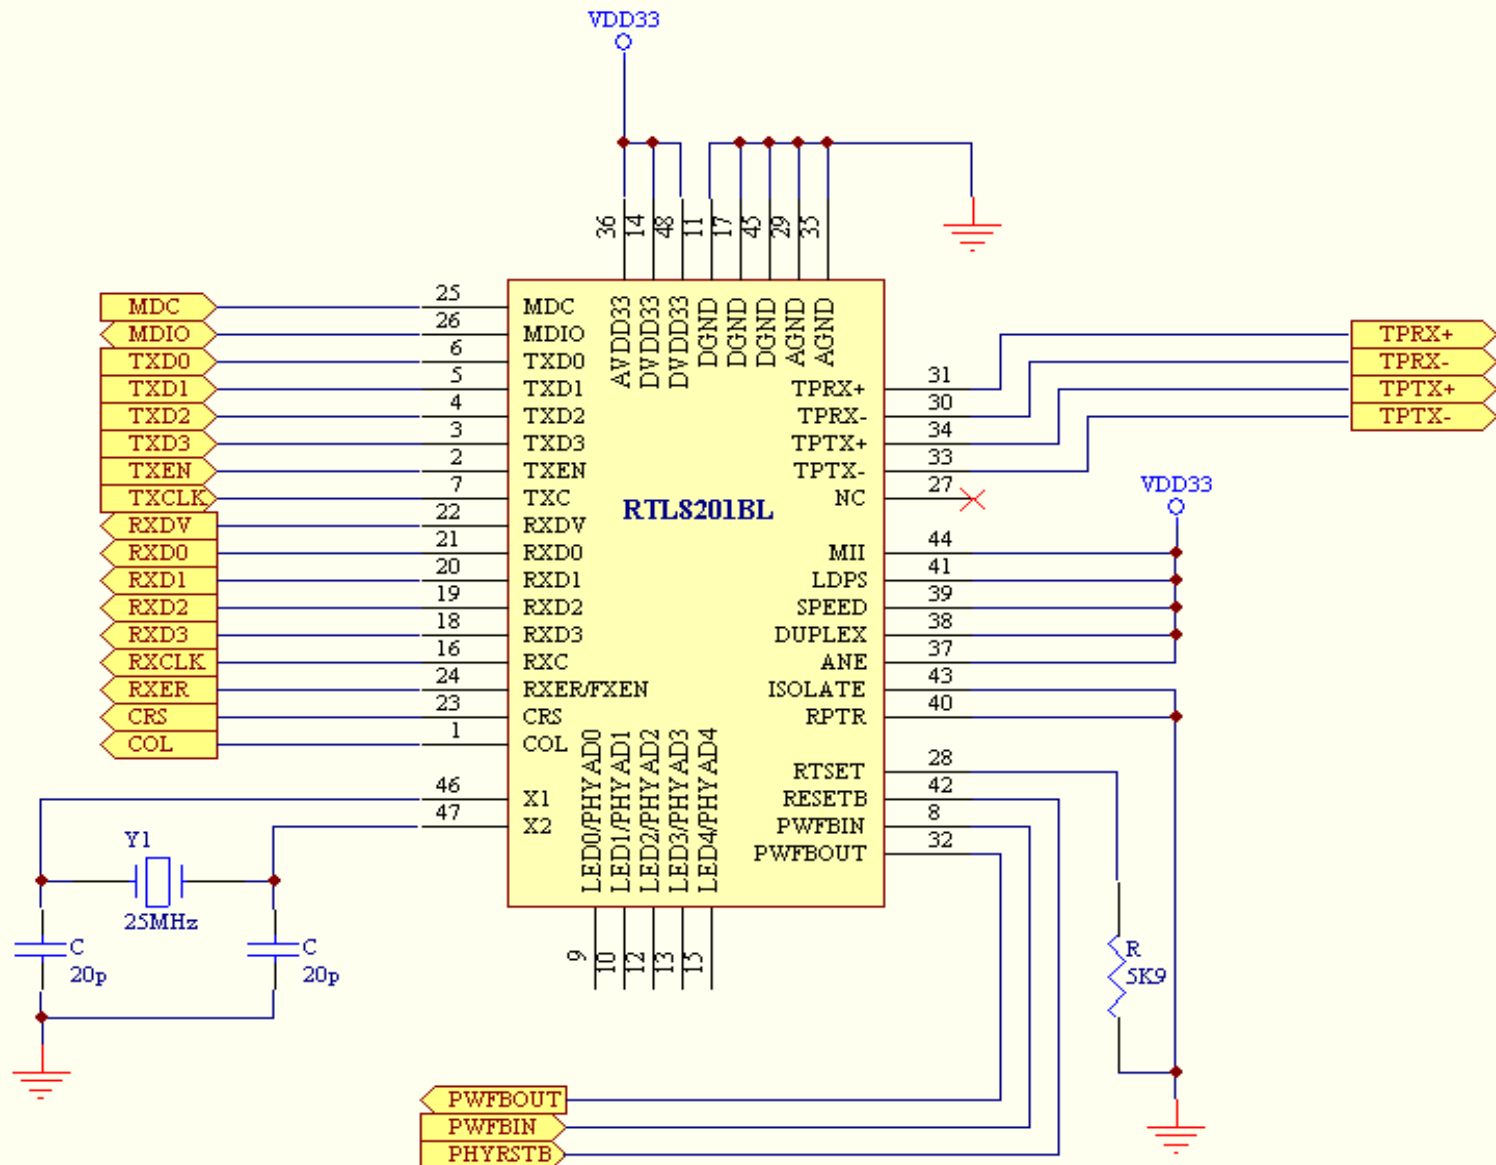 VDD33
36 14 48 11 17 45 29 35
AVDD33 DVDD33 DVDD33 DGND DGND DGND AGND AGND
MDC 25 MDC
MDIO 26 MDIO
TXD0 6 TXD0
TXD1 5 TXD1
TXD2 4 TXD2
TXD3 3 TXD3
TXEN 2 TXEN
TXCLK 7 TXC
RXDV 22 RXDV
RXD0 21 RXD0
RXD1 20 RXD1
RXD2 19 RXD2
RXD3 18 RXD3
RXCLK 16 RXC
RXER 24 RXER/FXEN
CRS 23 CRS
COL 1 COL
46 X1
47 X2
RTL8201BL
TPRX+ 31 TPRX+
TPRX- 30 TPRX-
TPTX+ 34 TPTX+
TPTX- 33 TPTX-
NC 27
VDD33
MII 44
LDPS 41
SPEED 39
DUPLEX 38
ANE 37
ISOLATE 43
RPTR 40
RTSET 28
RESETB 42
PWFBIN 8
PWFBOUT 32
LED0/PHYAD0 LED1/PHYAD1 LED2/PHYAD2 LED3/PHYAD3 LED4/PHYAD4
9 10 12 13 15
Y1
25MHz
C
20p
C
20p
R
5K9
PWFBOUT
PWFBIN
PHYRSTB